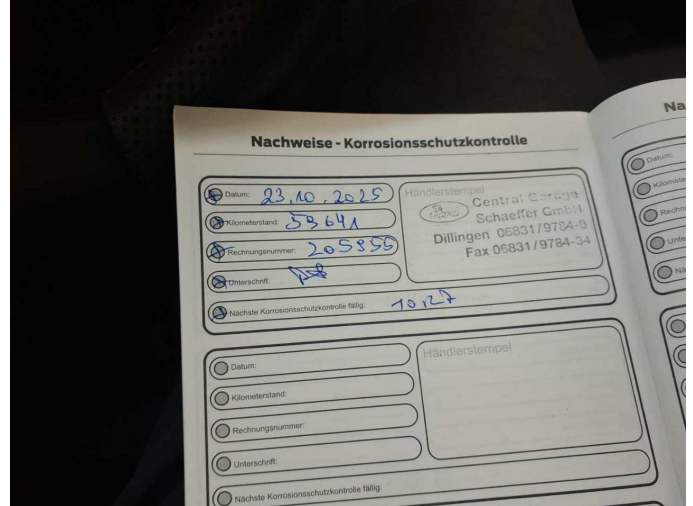 Nachweise - Korrosionsschutzkontrolle
Na
Datum: 23.10.2025
Händlerstempel
Central Garage
Schaeffer GmbH
Dillingen 06831/9784-0
Fax 06831/9784-34
Kilometerstand: 59641
Rechnungsnummer: 205955
Unterschrift:
Nächste Korrosionsschutzkontrolle fällig: 10.27
Datum:
Händlerstempel
Kilometerstand:
Rechnungsnummer:
Unterschrift:
Nächste Korrosionsschutzkontrolle fällig:
Datum:
Kilomete
Rechn
Unte
Nä